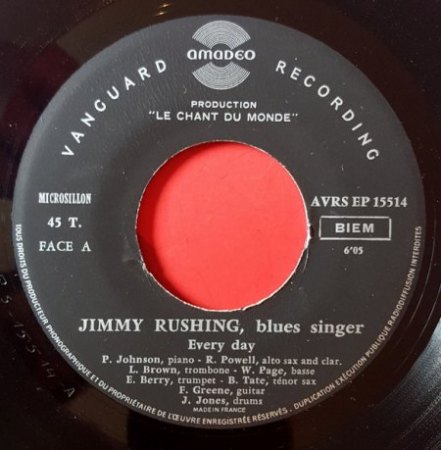 amadeo
VANGUARD RECORDING
PRODUCTION
"LE CHANT DU MONDE"
MICROSILLON
45 T.
FACE A
AVRS EP 15514
BIEM
6'05
JIMMY RUSHING, blues singer
Every day
P. Johnson, piano - R. Powell, alto sax and clar.
L. Brown, trombone - W. Page, basse
E. Berry, trumpet - B. Tate, ténor sax
F. Greene, guitar
J. Jones, drums
MADE IN FRANCE
TOUS DROITS DU PRODUCTEUR PHONOGRAPHIQUE ET DU PROPRIÉTAIRE DE L'ŒUVRE ENREGISTRÉE RÉSERVÉS - DUPLICATION EXÉCUTION PUBLIQUE RADIODIFFUSION INTERDITES